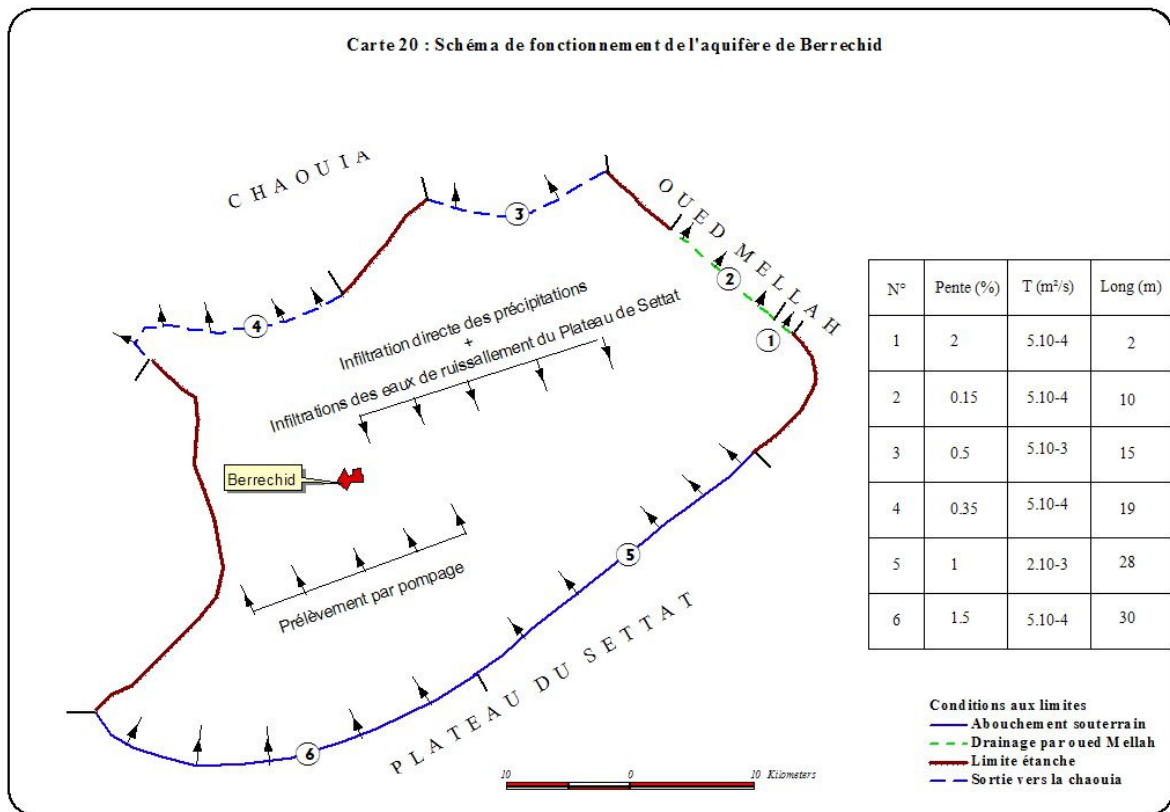 Carte 20 : Schéma de fonctionnement de l'aquifère de Berrechid
CHAOUIA
OUED MELLAH
3
2
1
4
Infiltration directe des précipitations
+
Infiltrations des eaux de ruissallement du Plateau de Settat
Berrechid
5
Prélèvement par pompage
6
PLATEAU DU SETTAT
N° Pente (%) T (m²/s) Long (m)
1 2 5.10-4 2
2 0.15 5.10-4 10
3 0.5 5.10-3 15
4 0.35 5.10-4 19
5 1 2.10-3 28
6 1.5 5.10-4 30
Conditions aux limites
Abouchement souterrain
Drainage par oued Mellah
Limite étanche
Sortie vers la chaouia
10 0 10 Kilometers